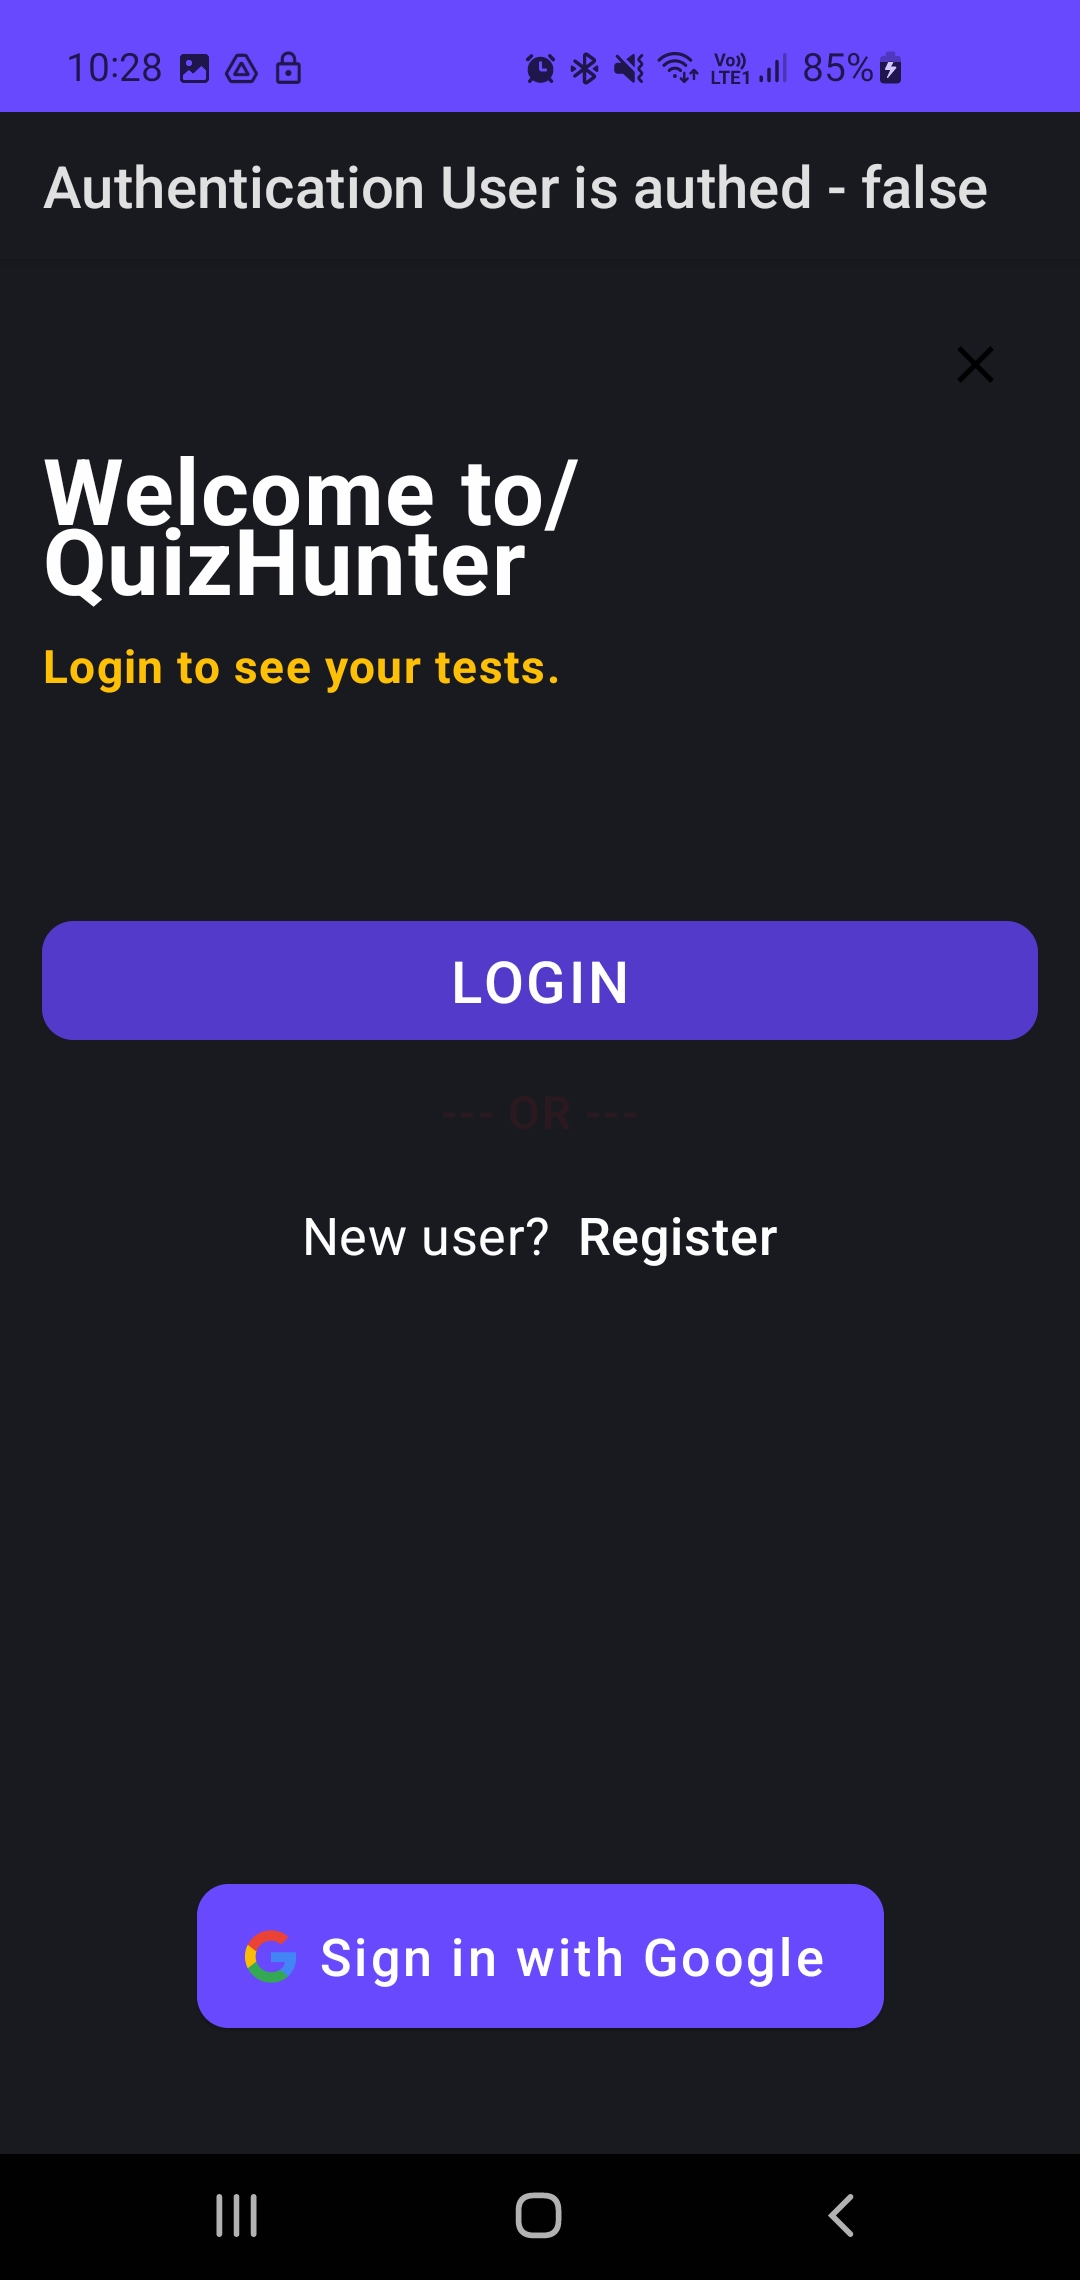 10:28 Vo)) LTE1 85%
Authentication User is authed - false
Welcome to/
QuizHunter
Login to see your tests.
LOGIN
--- OR ---
New user? Register
Sign in with Google